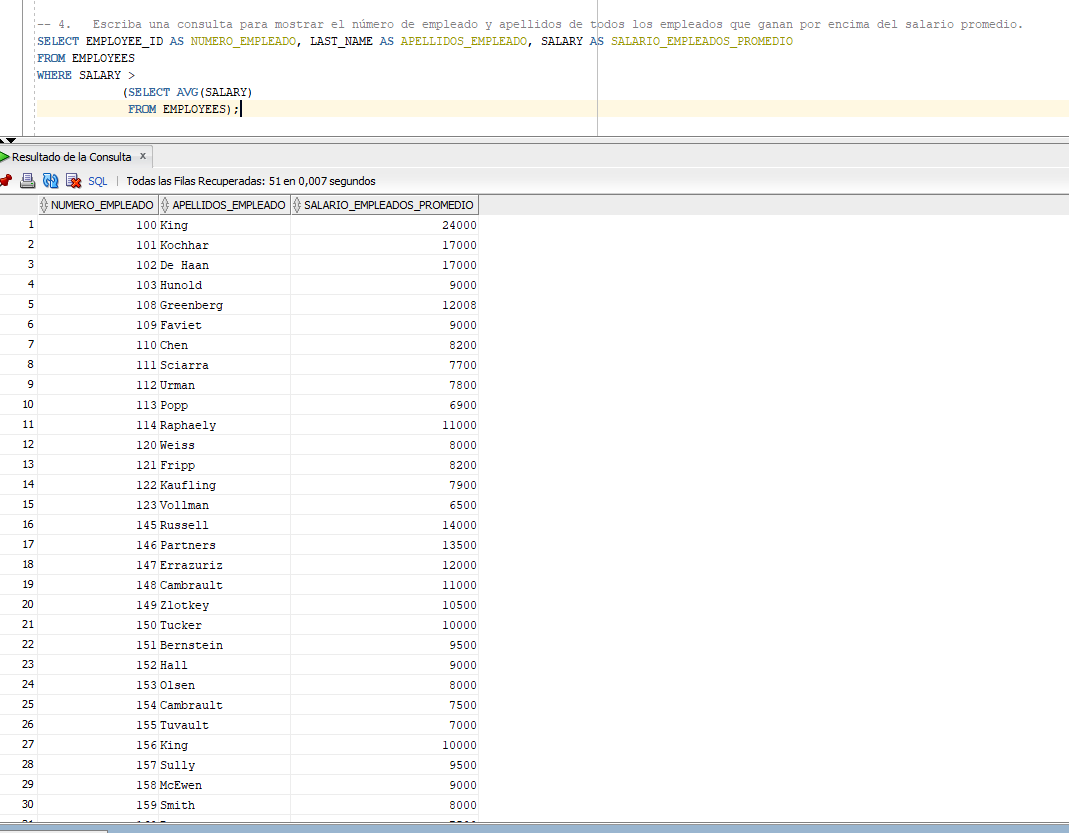 -- 4.   Escriba una consulta para mostrar el número de empleado y apellidos de todos los empleados que ganan por encima del salario promedio.
SELECT EMPLOYEE_ID AS NUMERO_EMPLEADO, LAST_NAME AS APELLIDOS_EMPLEADO, SALARY AS SALARIO_EMPLEADOS_PROMEDIO
FROM EMPLOYEES
WHERE SALARY >
(SELECT AVG(SALARY)
FROM EMPLOYEES);
Resultado de la Consulta x
SQL | Todas las Filas Recuperadas: 51 en 0,007 segundos
NUMERO_EMPLEADO APELLIDOS_EMPLEADO SALARIO_EMPLEADOS_PROMEDIO
1 100 King 24000
2 101 Kochhar 17000
3 102 De Haan 17000
4 103 Hunold 9000
5 108 Greenberg 12008
6 109 Faviet 9000
7 110 Chen 8200
8 111 Sciarra 7700
9 112 Urman 7800
10 113 Popp 6900
11 114 Raphaely 11000
12 120 Weiss 8000
13 121 Fripp 8200
14 122 Kaufling 7900
15 123 Vollman 6500
16 145 Russell 14000
17 146 Partners 13500
18 147 Errazuriz 12000
19 148 Cambrault 11000
20 149 Zlotkey 10500
21 150 Tucker 10000
22 151 Bernstein 9500
23 152 Hall 9000
24 153 Olsen 8000
25 154 Cambrault 7500
26 155 Tuvault 7000
27 156 King 10000
28 157 Sully 9500
29 158 McEwen 9000
30 159 Smith 8000